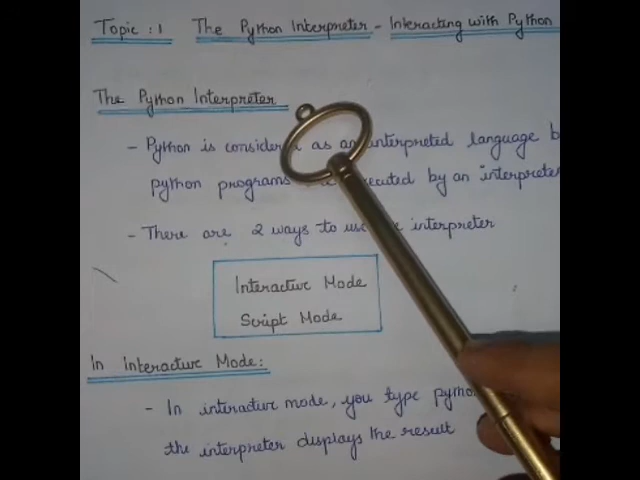 Topic : 1 The Python Interpreter - Interacting with Python
The Python Interpreter
- Python is considered as an interpreted language b
python programs executed by an interpreter
- There are 2 ways to use interpreter
Interactive Mode
Script Mode
In Interactive Mode:
- In interactive mode, you type python
the interpreter displays the result